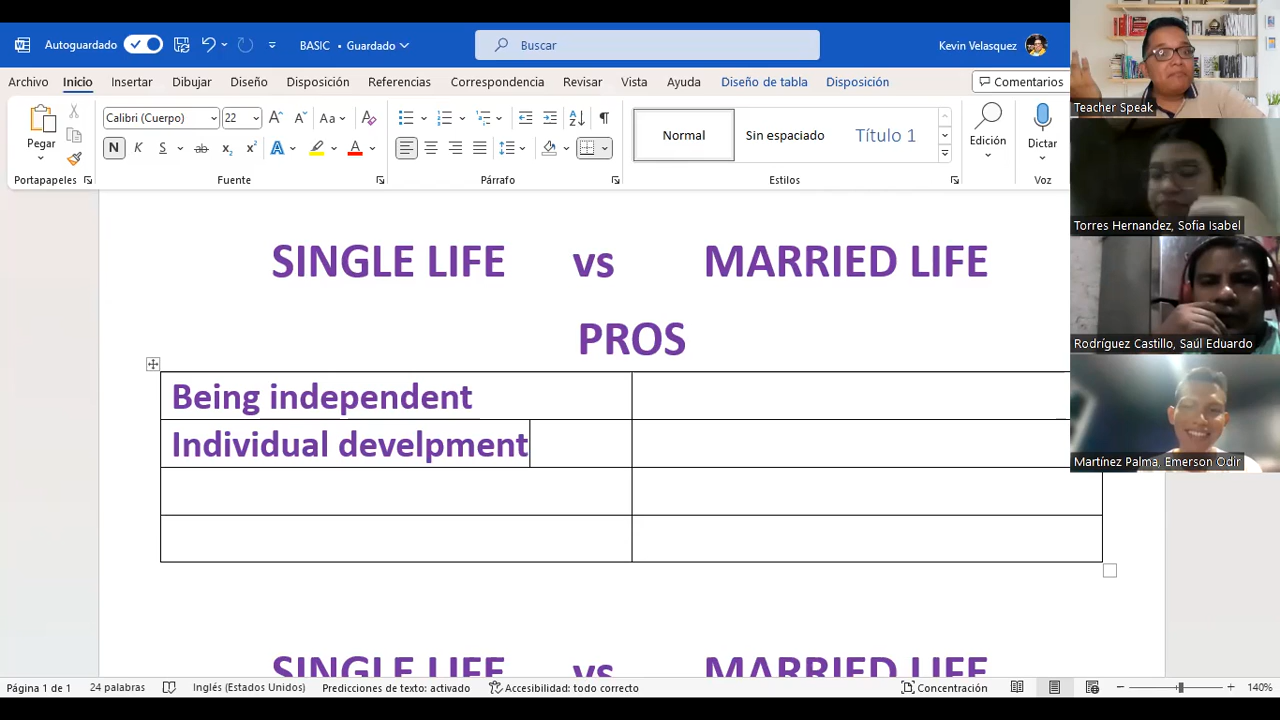 Autoguardado
BASIC • Guardado
Buscar
Kevin Velasquez
Archivo Inicio Insertar Dibujar Diseño Disposición Referencias Correspondencia Revisar Vista Ayuda Diseño de tabla Disposición Comentarios
Pegar
Portapapeles
Calibri (Cuerpo) 22
N K S ab x₂ x² A A
Fuente
Párrafo
Normal Sin espaciado Título 1
Estilos
Edición
Dictar
Voz
Teacher Speak
Torres Hernandez, Sofia Isabel
Rodríguez Castillo, Saúl Eduardo
Martínez Palma, Emerson Odir
SINGLE LIFE vs MARRIED LIFE
PROS
Being independent
Individual develpment
SINGLE LIFE vs MARRIED LIFE
Página 1 de 1 24 palabras Inglés (Estados Unidos) Predicciones de texto: activado Accesibilidad: todo correcto Concentración 140%